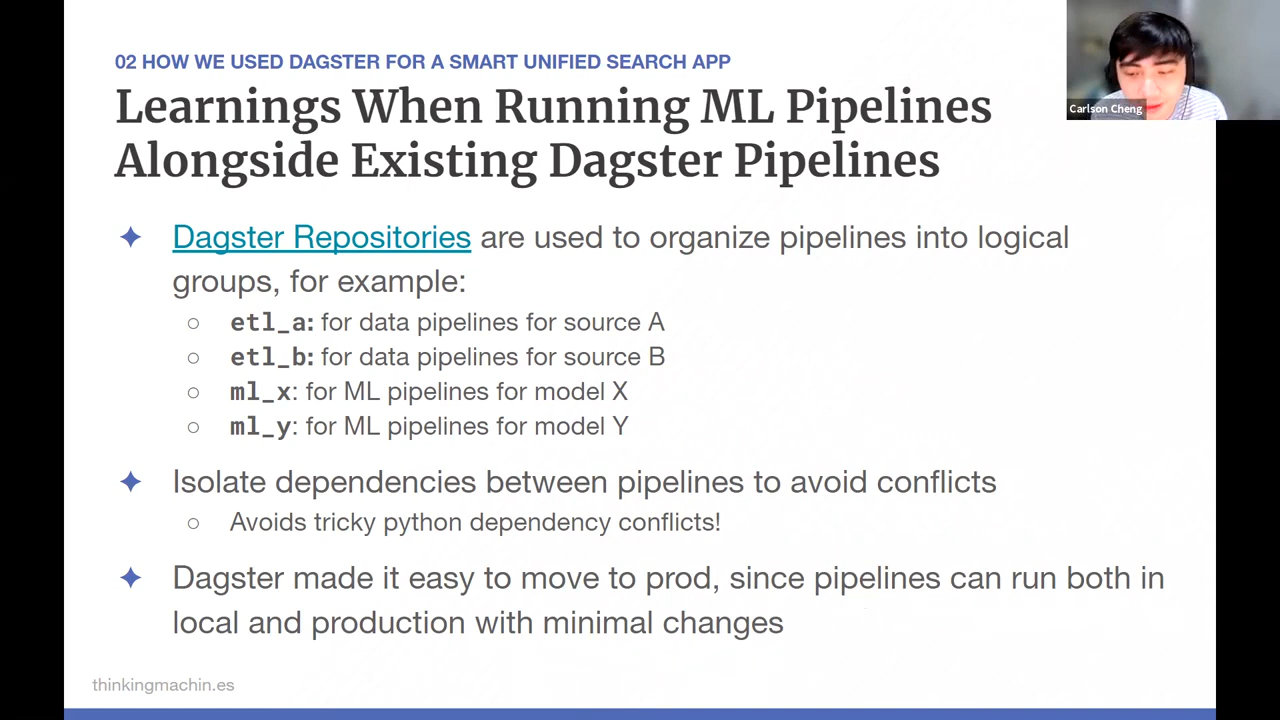 02 HOW WE USED DAGSTER FOR A SMART UNIFIED SEARCH APP
Learnings When Running ML Pipelines
Alongside Existing Dagster Pipelines
Carlson Cheng
Dagster Repositories are used to organize pipelines into logical
groups, for example:
etl_a: for data pipelines for source A
etl_b: for data pipelines for source B
ml_x: for ML pipelines for model X
ml_y: for ML pipelines for model Y
Isolate dependencies between pipelines to avoid conflicts
Avoids tricky python dependency conflicts!
Dagster made it easy to move to prod, since pipelines can run both in
local and production with minimal changes
thinkingmachin.es